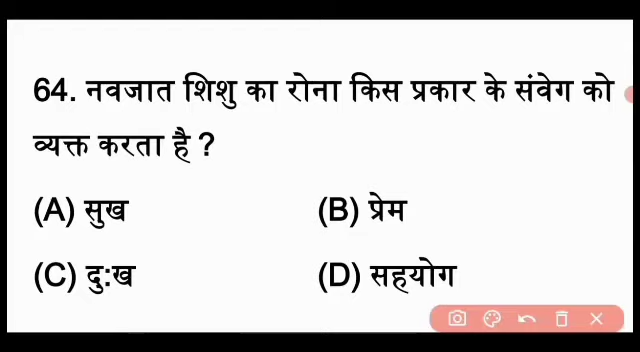 64. नवजात शिशु का रोना किस प्रकार के संवेग को
व्यक्त करता है ?
(A) सुख (B) प्रेम
(C) दु:ख (D) सहयोग